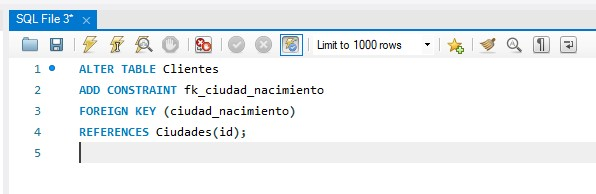 SQL File 3*
Limit to 1000 rows
1 ALTER TABLE Clientes
2 ADD CONSTRAINT fk_ciudad_nacimiento
3 FOREIGN KEY (ciudad_nacimiento)
4 REFERENCES Ciudades(id);
5